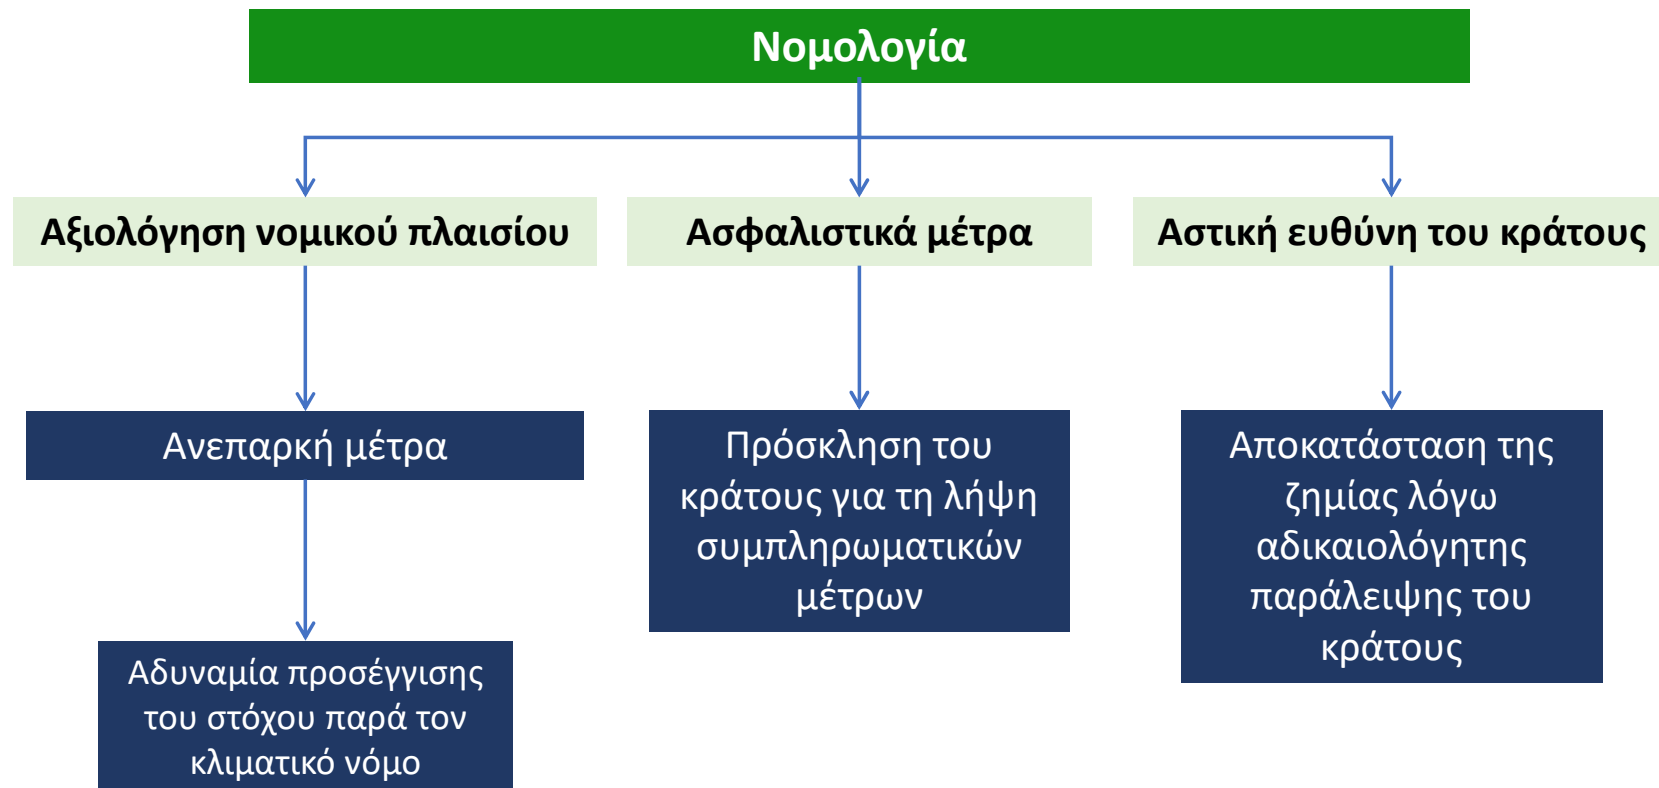 Νομολογία
Αξιολόγηση νομικού πλαισίου
Ασφαλιστικά μέτρα
Αστική ευθύνη του κράτους
Ανεπαρκή μέτρα
Αδυναμία προσέγγισης
του στόχου παρά τον
κλιματικό νόμο
Πρόσκληση του
κράτους για τη λήψη
συμπληρωματικών
μέτρων
Αποκατάσταση της
ζημίας λόγω
αδικαιολόγητης
παράλειψης του
κράτους